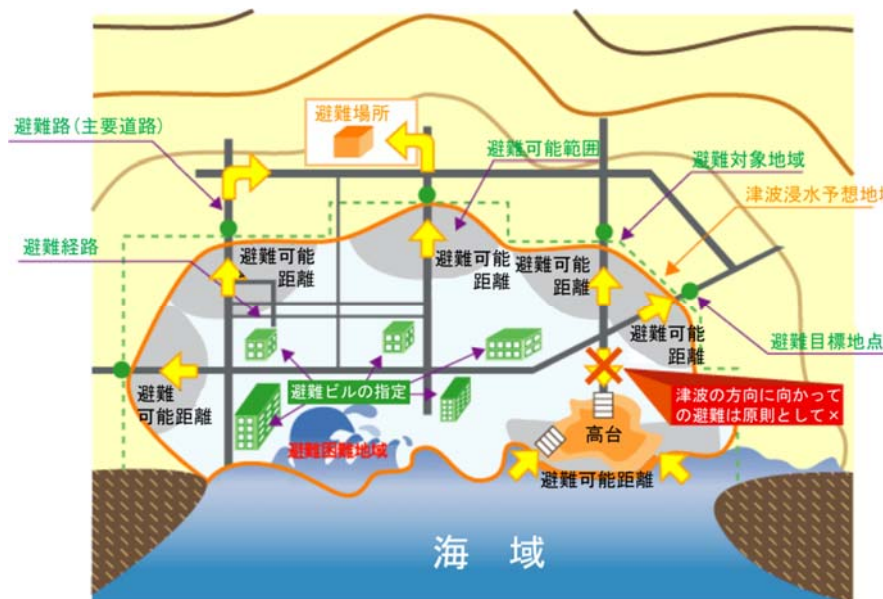 避難場所
避難路(主要道路)
避難可能範囲
避難対象地域
津波浸水予想地
避難経路
避難可能
距離
避難可能
距離
避難可能
距離
避難可能
距離
避難目標地点
避難
可能距離
避難ビルの指定
津波の方向に向かって
の避難は原則として×
高台
避難困難地域
避難可能距離
海 域